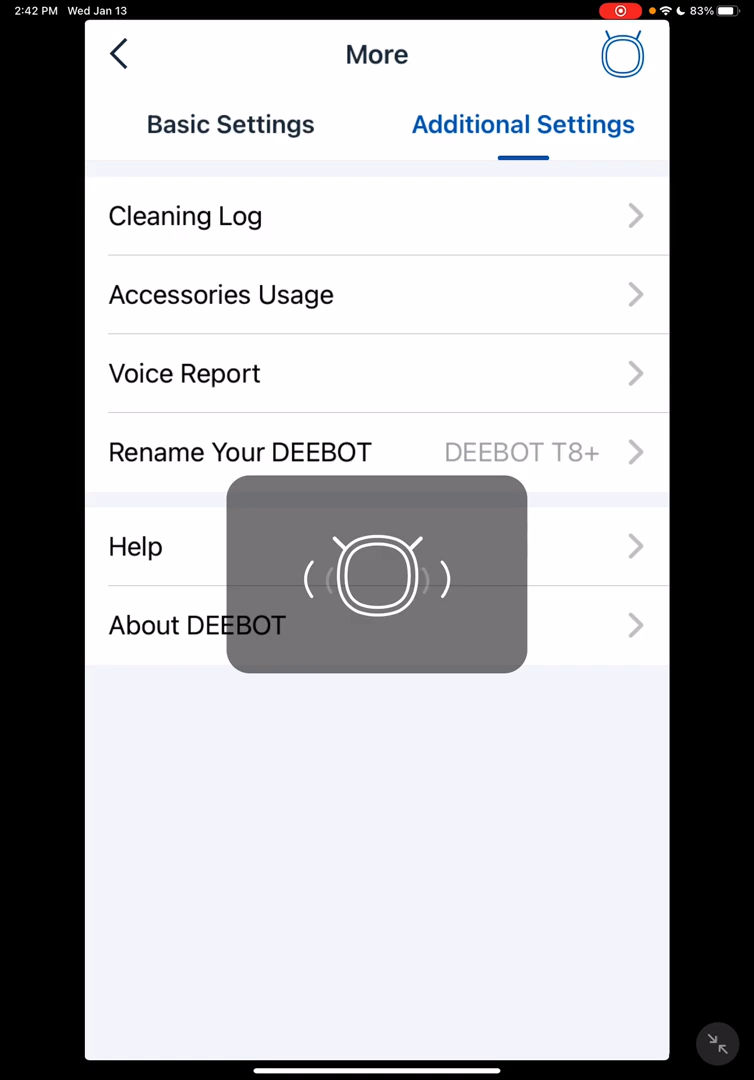 2:42 PM Wed Jan 13 83%
More
Basic Settings Additional Settings
Cleaning Log
Accessories Usage
Voice Report
Rename Your DEEBOT DEEBOT T8+
Help
About DEEBOT